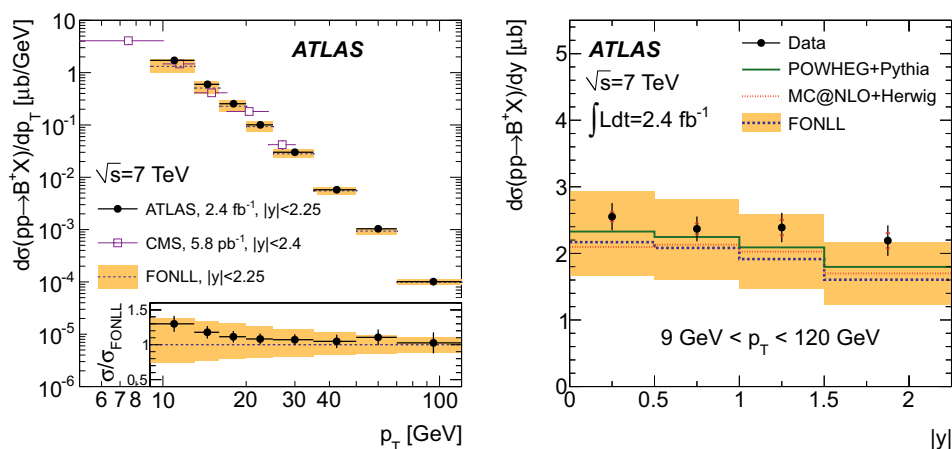 dσ(pp→B⁺X)/dp_T [μb/GeV]
10
1
10⁻¹
10⁻²
10⁻³
10⁻⁴
10⁻⁵
10⁻⁶
ATLAS
√s=7 TeV
ATLAS, 2.4 fb⁻¹, |y|<2.25
CMS, 5.8 pb⁻¹, |y|<2.4
FONLL, |y|<2.25
σ/σ_FONLL
1.5
1
0.5
6 7 8 10 20 30 40 100
p_T [GeV]
dσ(pp→B⁺X)/dy [μb]
5
4
3
2
1
0
ATLAS
√s=7 TeV
∫Ldt=2.4 fb⁻¹
Data
POWHEG+Pythia
MC@NLO+Herwig
FONLL
9 GeV < p_T < 120 GeV
0 0.5 1 1.5 2
|y|